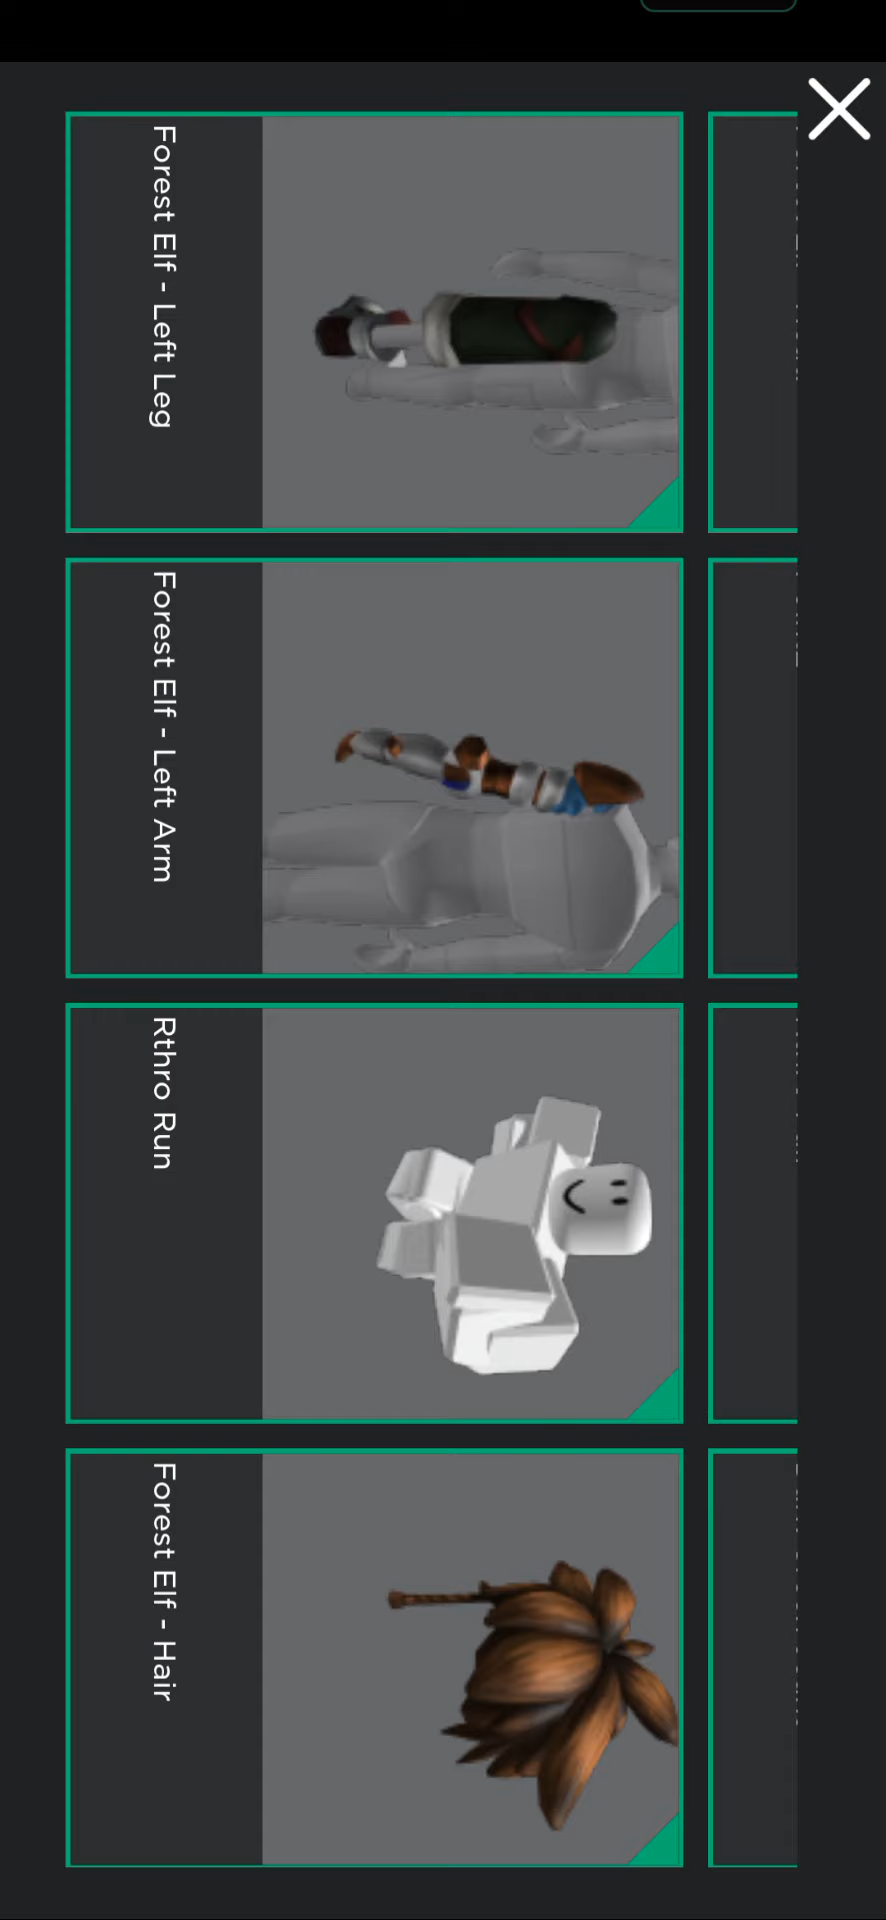 Forest Elf - Left Leg
Forest Elf - Left Arm
Rthro Run
Forest Elf - Hair